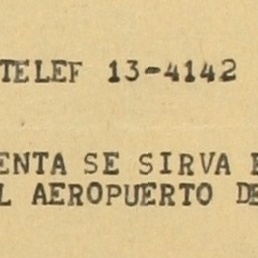 TELEF 13-4142
ENTA SE SIRVA
L AEROPUERTO DE